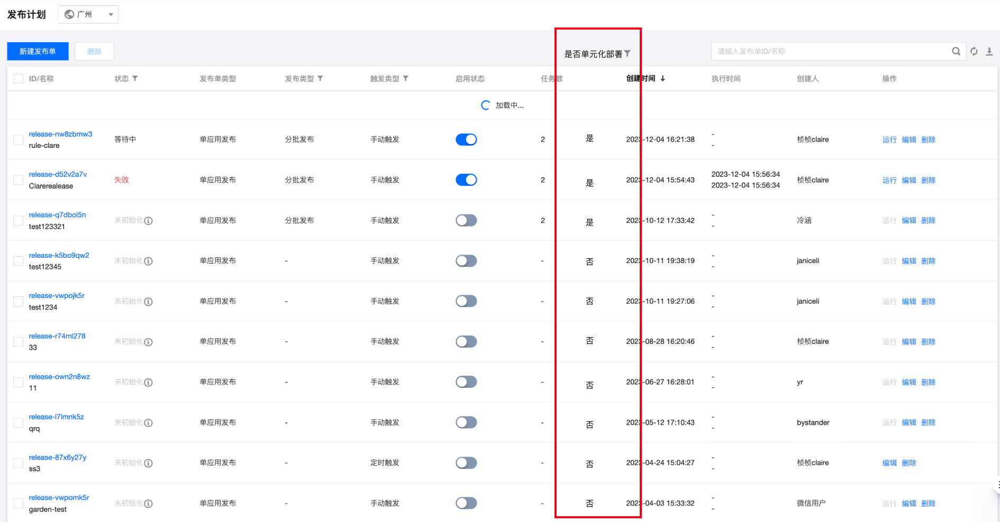 发布计划 广州
新建发布单 删除 是否单元化部署 请输入发布单ID/名称
ID/名称 状态 发布单类型 发布类型 触发类型 启用状态 任务数 创建时间 执行时间 创建人 操作
加载中...
release-nw8zbmw3
rule-clare
等待中 单应用发布 分批发布 手动触发 2 是 2023-12-04 16:21:38 - - 桢桢claire 运行 编辑 删除
release-d52v2a7v
Clarerealease
失败 单应用发布 分批发布 手动触发 2 是 2023-12-04 15:54:43 2023-12-04 15:56:34 2023-12-04 15:56:34 桢桢claire 运行 编辑 删除
release-q7dbol5n
test123321
未初始化 单应用发布 分批发布 手动触发 2 是 2023-10-12 17:33:42 - - 冷涵 运行 编辑 删除
release-k5bo9qw2
test12345
未初始化 单应用发布 - 手动触发 - 否 2023-10-11 19:38:19 - - janiceli 运行 编辑 删除
release-vwpojk5r
test1234
未初始化 单应用发布 - 手动触发 - 否 2023-10-11 19:27:06 - - janiceli 运行 编辑 删除
release-r74ml278
33
未初始化 单应用发布 - 手动触发 - 否 2023-08-28 16:20:46 - - 桢桢claire 运行 编辑 删除
release-own2n8wz
11
未初始化 单应用发布 - 手动触发 - 否 2023-06-27 16:28:01 - - yr 运行 编辑 删除
release-l7lmnk5z
qrq
未初始化 单应用发布 - 手动触发 - 否 2023-05-12 17:10:43 - - bystander 运行 编辑 删除
release-87x6y27y
ss3
未初始化 单应用发布 - 定时触发 - 否 2023-04-24 15:04:27 - - 桢桢claire 编辑 删除
release-vwpomk5r
garden-test
未初始化 单应用发布 - 手动触发 - 否 2023-04-03 15:33:32 - - 微信用户 运行 编辑 删除